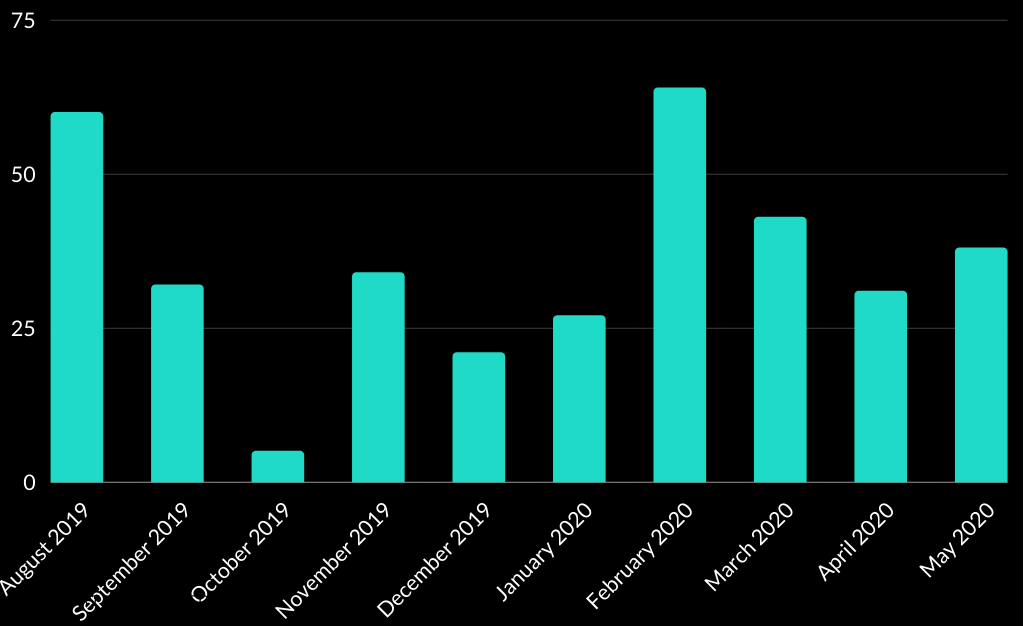 75
50
25
0
August 2019
September 2019
October 2019
November 2019
December 2019
January 2020
February 2020
March 2020
April 2020
May 2020